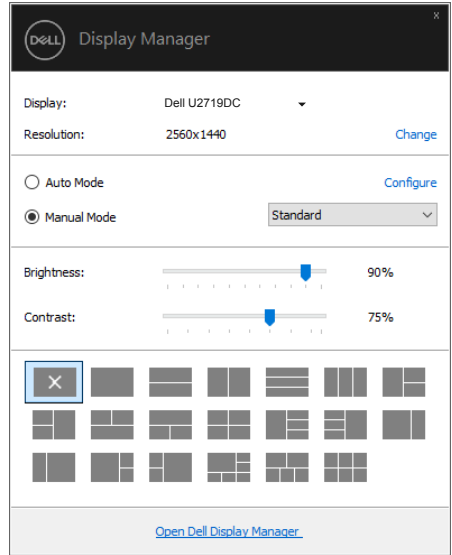 x
DELL Display Manager
Display: Dell U2719DC
Resolution: 2560x1440 Change
Auto Mode Configure
Manual Mode Standard
Brightness: 90%
Contrast: 75%
Open Dell Display Manager